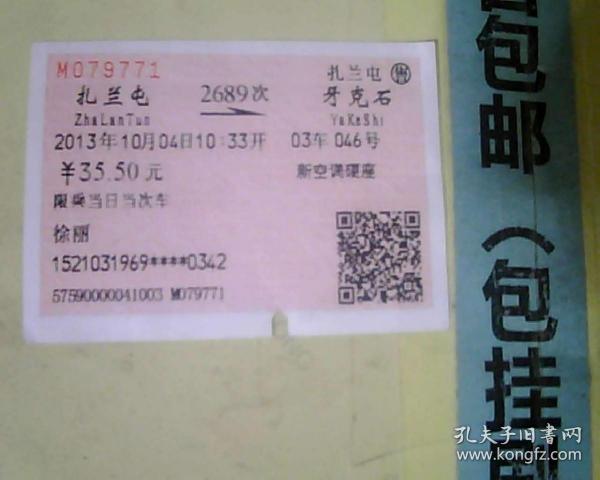 M079771
扎兰屯 售
扎兰屯 2689次 牙克石
ZhaLanTun YaKeShi
2013年10月04日10:33开 03车 046号
￥35.50元 新空调硬座
限乘当日当次车
徐丽
1521031969****0342
57590000041003 M079771
包邮（包挂刷
孔夫子旧书网
www.kongfz.com